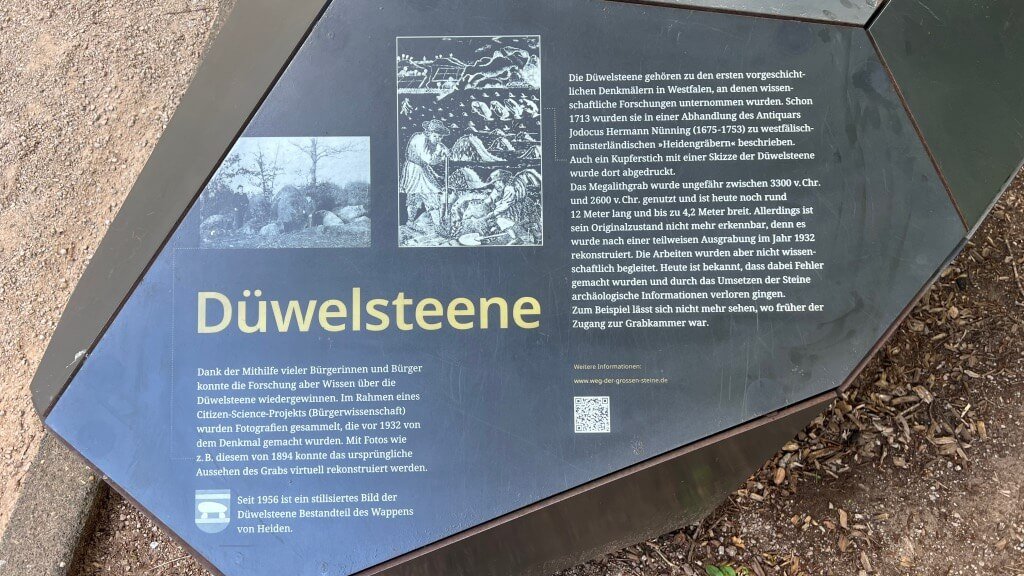 Düwelsteene
Die Düwelsteene gehören zu den ersten vorgeschicht-
lichen Denkmälern in Westfalen, an denen wissen-
schaftliche Forschungen unternommen wurden. Schon
1713 wurden sie in einer Abhandlung des Antiquars
Jodocus Hermann Nünning (1675-1753) zu westfälisch-
münsterländischen »Heidengräbern« beschrieben.
Auch ein Kupferstich mit einer Skizze der Düwelsteene
wurde dort abgedruckt.
Das Megalithgrab wurde ungefähr zwischen 3300 v. Chr.
und 2600 v. Chr. genutzt und ist heute noch rund
12 Meter lang und bis zu 4,2 Meter breit. Allerdings ist
sein Originalzustand nicht mehr erkennbar, denn es
wurde nach einer teilweisen Ausgrabung im Jahr 1932
rekonstruiert. Die Arbeiten wurden aber nicht wissen-
schaftlich begleitet. Heute ist bekannt, dass dabei Fehler
gemacht wurden und durch das Umsetzen der Steine
archäologische Informationen verloren gingen.
Zum Beispiel lässt sich nicht mehr sehen, wo früher der
Zugang zur Grabkammer war.
Dank der Mithilfe vieler Bürgerinnen und Bürger
konnte die Forschung aber Wissen über die
Düwelsteene wiedergewinnen. Im Rahmen eines
Citizen-Science-Projekts (Bürgerwissenschaft)
wurden Fotografien gesammelt, die vor 1932 von
dem Denkmal gemacht wurden. Mit Fotos wie
z. B. diesem von 1894 konnte das ursprüngliche
Aussehen des Grabs virtuell rekonstruiert werden.
Seit 1956 ist ein stilisiertes Bild der
Düwelsteene Bestandteil des Wappens
von Heiden.
Weitere Informationen:
www.weg-der-grossen-steine.de